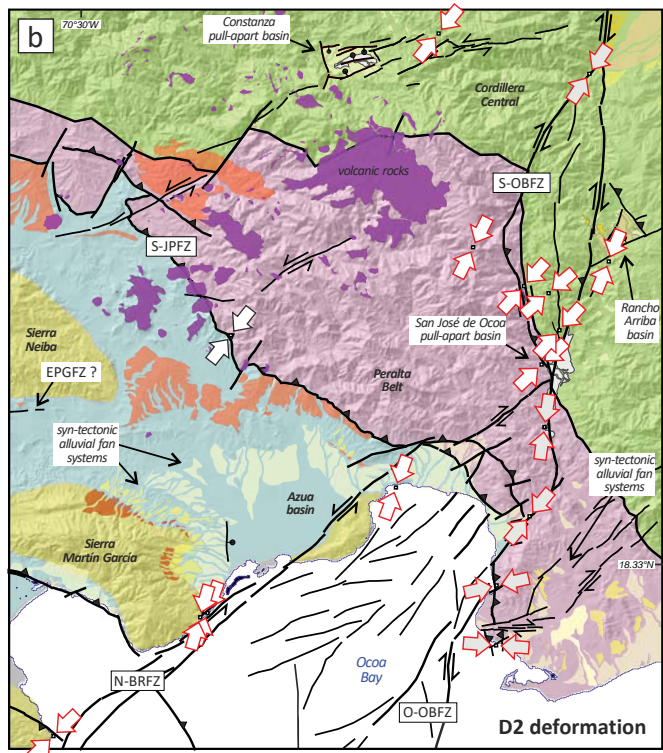 70°30'W
b
Constanza
pull-apart basin
Cordillera
Central
volcanic rocks
S-OBFZ
S-JPFZ
Rancho
Arriba
basin
San José de Ocoa
pull-apart basin
Sierra
Neiba
EPGFZ ?
Peralta
Belt
syn-tectonic
alluvial fan
systems
syn-tectonic
alluvial fan
systems
Azua
basin
Sierra
Martín García
18.33°N
Ocoa
Bay
N-BRFZ
O-OBFZ
D2 deformation